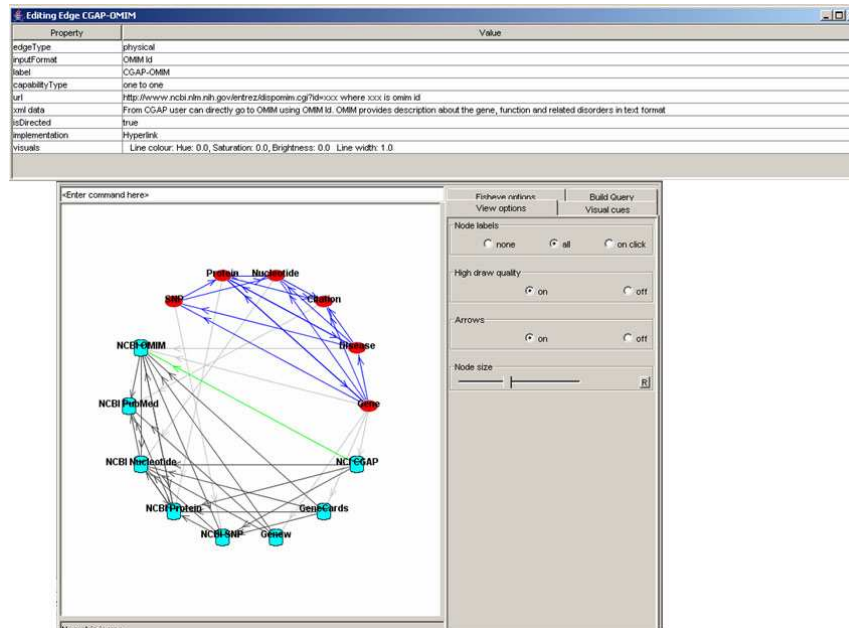 Editing Edge CGAP-OMIM
Property Value
edgeType physical
inputFormat OMIM Id
label CGAP-OMIM
capabilityType one to one
url http://www.ncbi.nlm.nih.gov/entrez/dispomim.cgi?id=xxx where xxx is omim id
xml data From CGAP user can directly go to OMIM using OMIM Id. OMIM provides description about the gene, function and related disorders in text format
isDirected true
implementation Hyperlink
visuals Line colour: Hue: 0.0, Saturation: 0.0, Brightness: 0.0 Line width: 1.0
<Enter command here>
Fisheye options Build Query
View options Visual cues
Node labels
none all on click
High draw quality
on off
Arrows
on off
Node size
R
Protein Nucleotide
SNP Citation
NCBI OMIM Disease
NCBI PubMed Gene
NCBI Nucleotide NCI CGAP
NCBI Protein GeneCards
NCBI SNP Genew